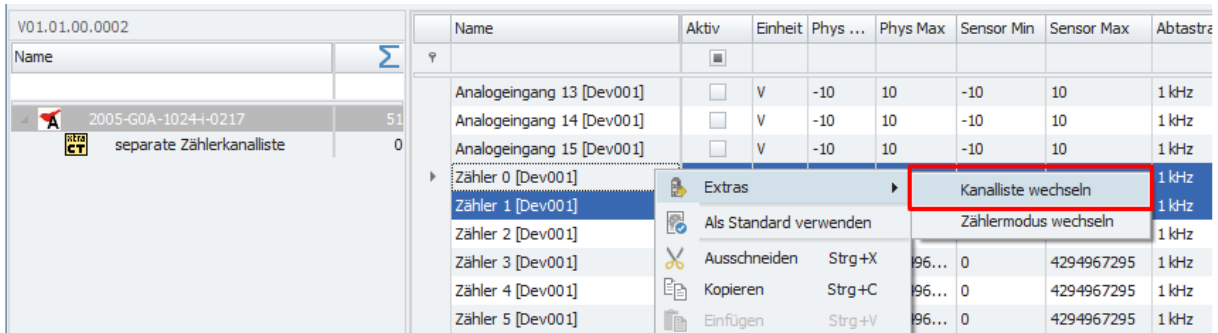 V01.01.00.0002
Name
2005-G0A-1024-i-0217 51
xtra CT separate Zählerkanalliste 0
Name Aktiv Einheit Phys ... Phys Max Sensor Min Sensor Max Abtastra
Analogeingang 13 [Dev001] V -10 10 -10 10 1 kHz
Analogeingang 14 [Dev001] V -10 10 -10 10 1 kHz
Analogeingang 15 [Dev001] V -10 10 -10 10 1 kHz
Zähler 0 [Dev001] 1 kHz
Zähler 1 [Dev001] 1 kHz
Zähler 2 [Dev001] 1 kHz
Zähler 3 [Dev001] 96... 0 4294967295 1 kHz
Zähler 4 [Dev001] 96... 0 4294967295 1 kHz
Zähler 5 [Dev001] 96... 0 4294967295 1 kHz
Extras
Als Standard verwenden
Ausschneiden Strg+X
Kopieren Strg+C
Einfügen Strg+V
Kanalliste wechseln
Zählermodus wechseln